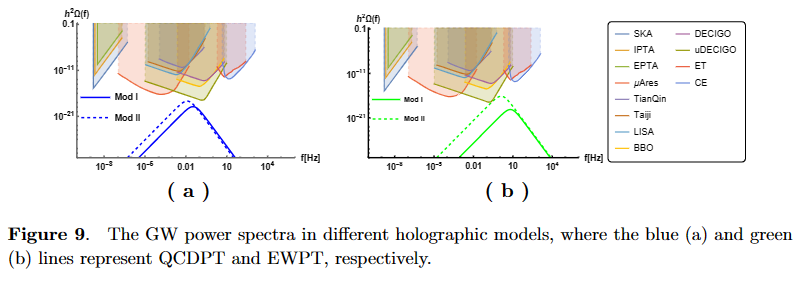 h²Ω(f)
0.1
10⁻¹¹
10⁻²¹
Mod I
Mod II
10⁻⁸
10⁻⁵
0.01
10
10⁴
f[Hz]
( a )
h²Ω(f)
0.1
10⁻¹¹
10⁻²¹
Mod I
Mod II
10⁻⁸
10⁻⁵
0.01
10
10⁴
f[Hz]
( b )
SKA
IPTA
EPTA
μAres
TianQin
Taiji
LISA
BBO
DECIGO
uDECIGO
ET
CE
Figure 9. The GW power spectra in different holographic models, where the blue (a) and green
(b) lines represent QCDPT and EWPT, respectively.